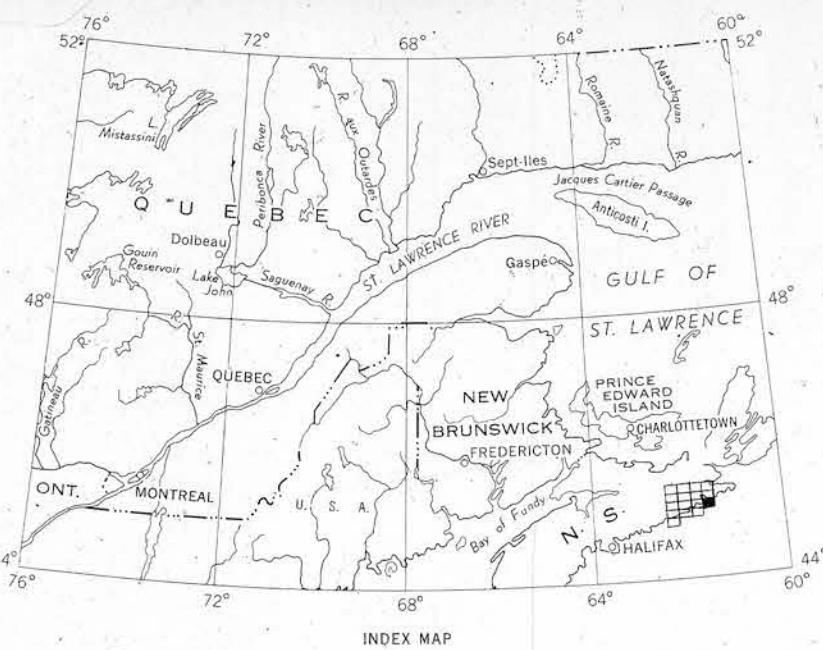 76°
72°
68°
64°
60°
52°
52°
L.
Mistassini
Peribonca River
R. aux Outardes
Romaine R.
Natashquan R.
Sept-Iles
Jacques Cartier Passage
Anticosti I.
QUEBEC
Dolbeau
Gouin
Reservoir
Lake
John
Saguenay R.
ST. LAWRENCE RIVER
Gaspé
GULF OF
ST. LAWRENCE
48°
48°
Gatineau R.
St. Maurice R.
QUEBEC
NEW
BRUNSWICK
FREDERICTON
PRINCE
EDWARD
ISLAND
CHARLOTTETOWN
ONT.
MONTREAL
U. S. A.
Bay of Fundy
N. S.
HALIFAX
4°
44°
76°
72°
68°
64°
60°
INDEX MAP